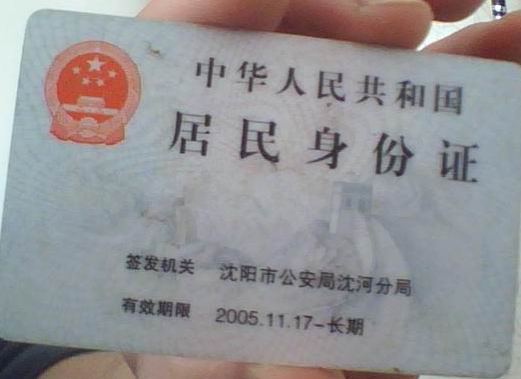 中华人民共和国
居民身份证
签发机关 沈阳市公安局沈河分局
有效期限 2005.11.17-长期